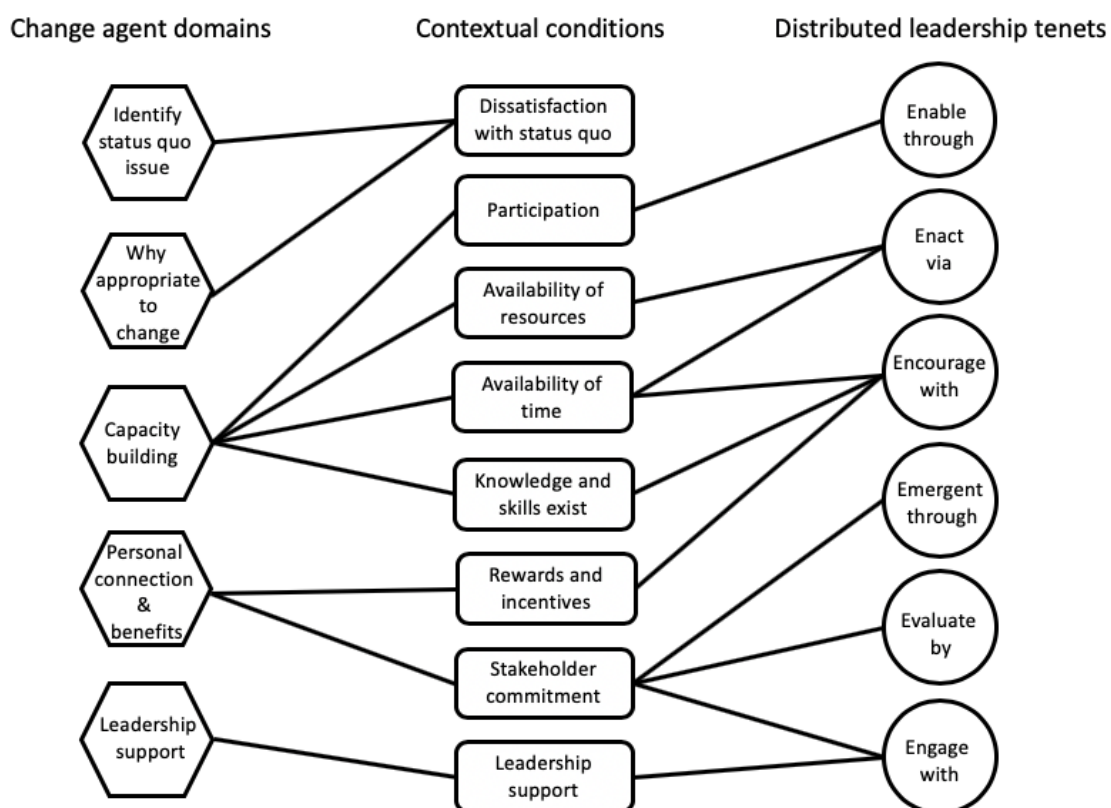 Change agent domains
Contextual conditions
Distributed leadership tenets
Identify
status quo
issue
Why
appropriate
to
change
Capacity
building
Personal
connection
&
benefits
Leadership
support
Dissatisfaction
with status quo
Participation
Availability of
resources
Availability of
time
Knowledge and
skills exist
Rewards and
incentives
Stakeholder
commitment
Leadership
support
Enable
through
Enact
via
Encourage
with
Emergent
through
Evaluate
by
Engage
with